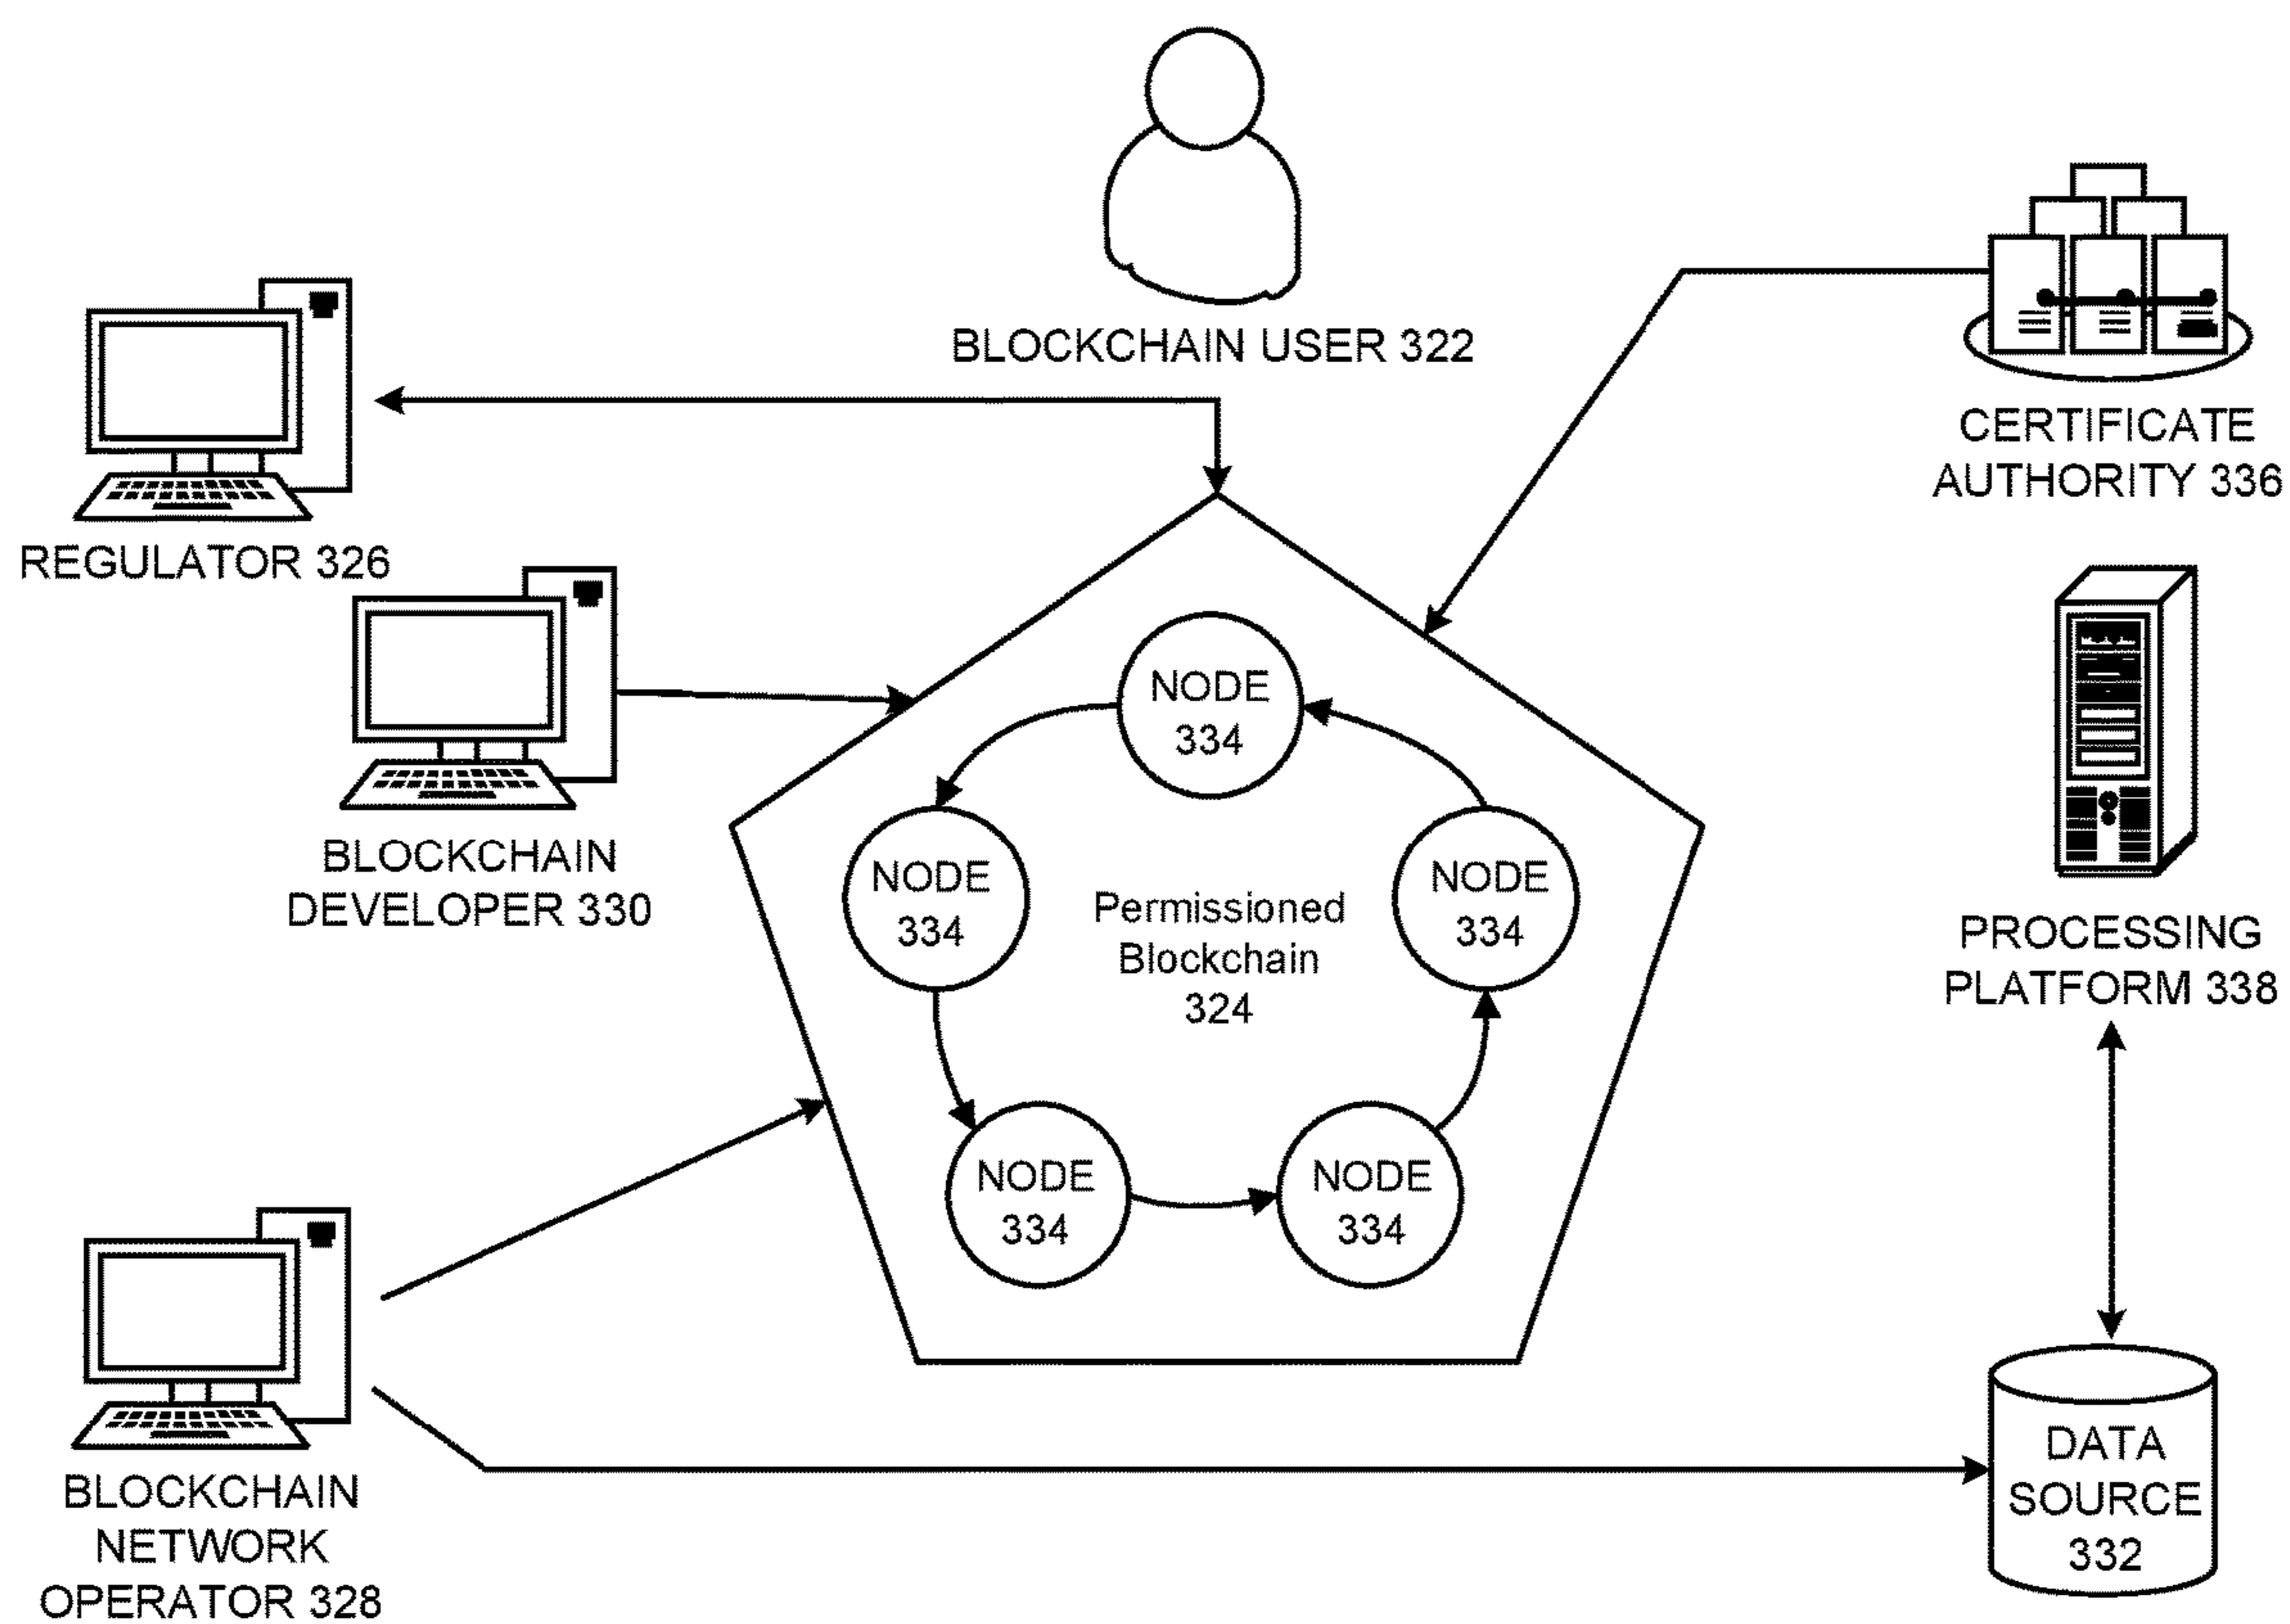 BLOCKCHAIN USER 322
CERTIFICATE
AUTHORITY 336
REGULATOR 326
BLOCKCHAIN
DEVELOPER 330
NODE
334
NODE
334
Permissioned
Blockchain
324
NODE
334
PROCESSING
PLATFORM 338
NODE
334
NODE
334
BLOCKCHAIN
NETWORK
OPERATOR 328
DATA
SOURCE
332